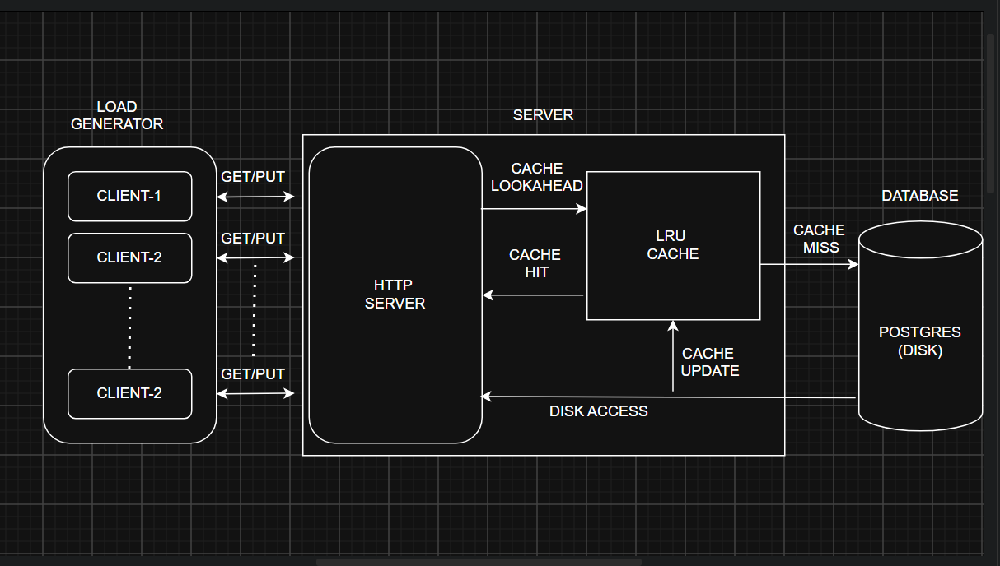 LOAD
GENERATOR
CLIENT-1
CLIENT-2
CLIENT-2
GET/PUT
GET/PUT
GET/PUT
SERVER
HTTP
SERVER
CACHE
LOOKAHEAD
CACHE
HIT
LRU
CACHE
CACHE
UPDATE
DISK ACCESS
CACHE
MISS
DATABASE
POSTGRES
(DISK)